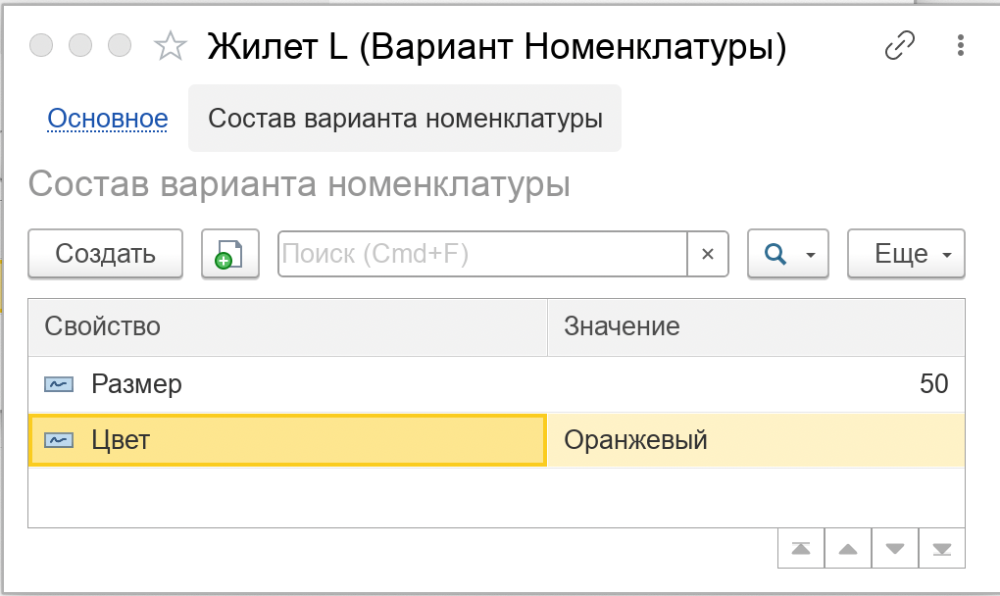 Жилет L (Вариант Номенклатуры)
Основное Состав варианта номенклатуры
Состав варианта номенклатуры
Создать Поиск (Cmd+F) × Еще
Свойство Значение
Размер 50
Цвет Оранжевый